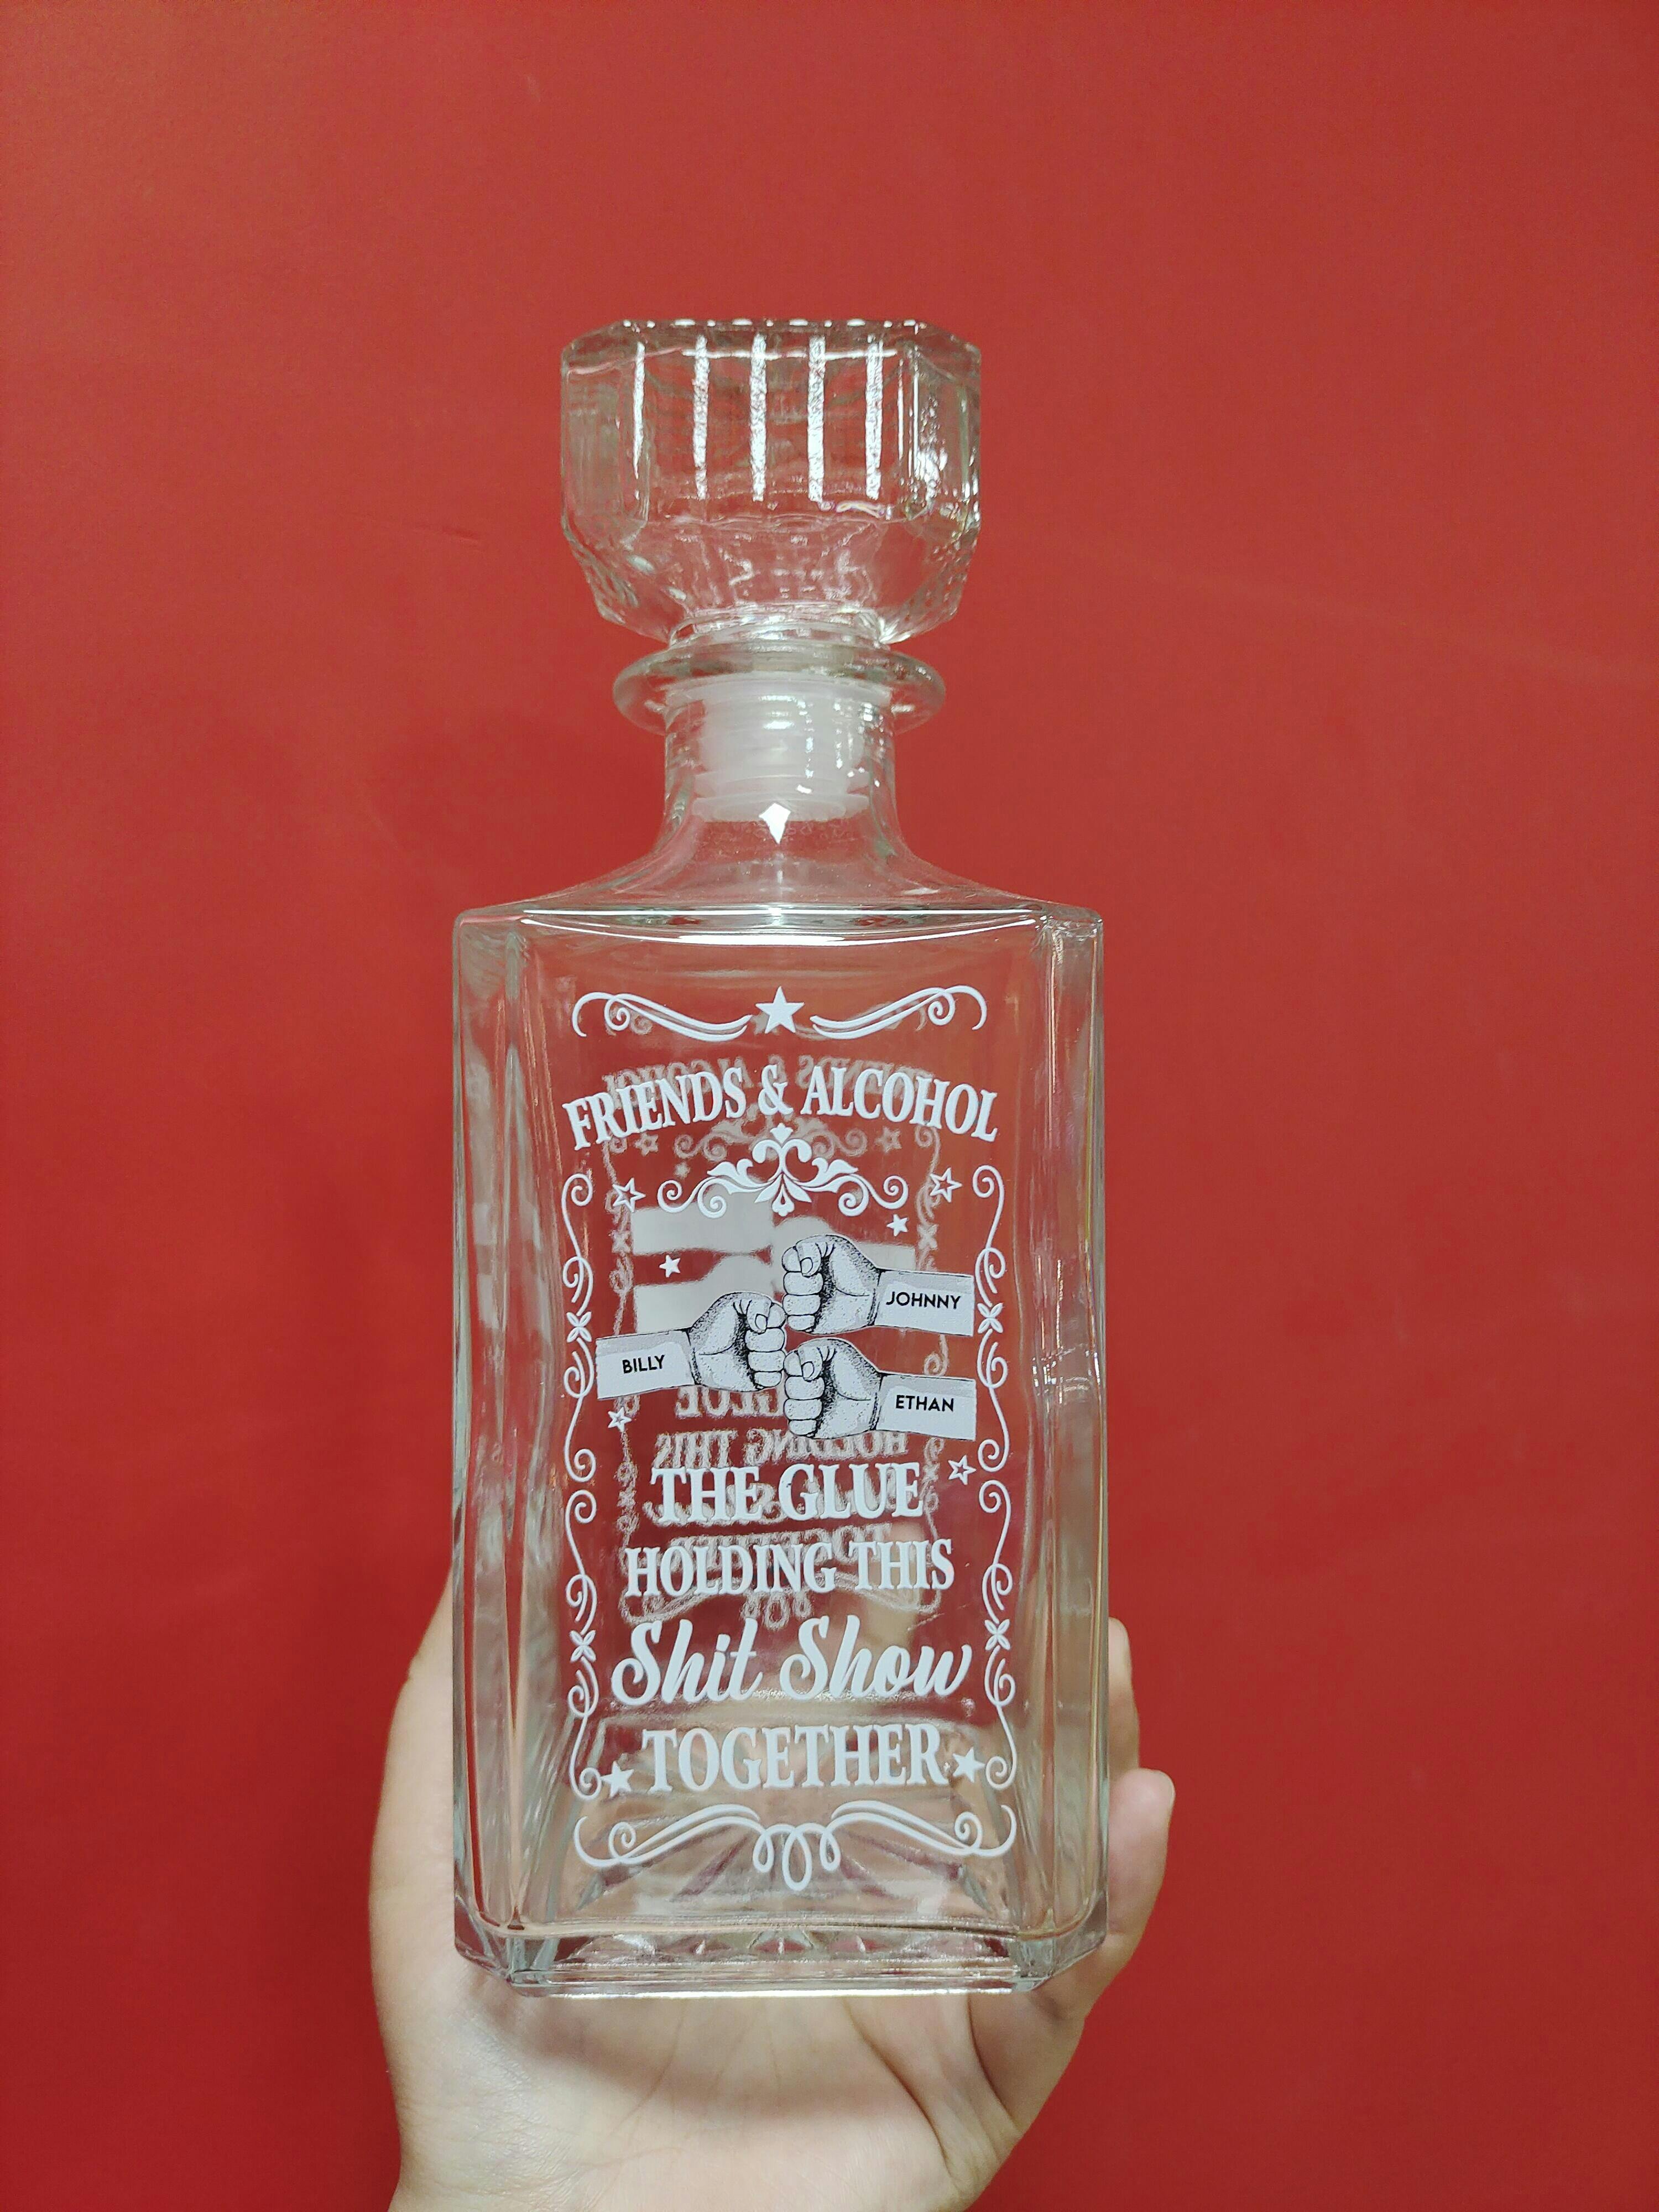 FRIENDS & ALCOHOL
JOHNNY
BILLY
ETHAN
THE GLUE
HOLDING THIS
Shit Show
TOGETHER